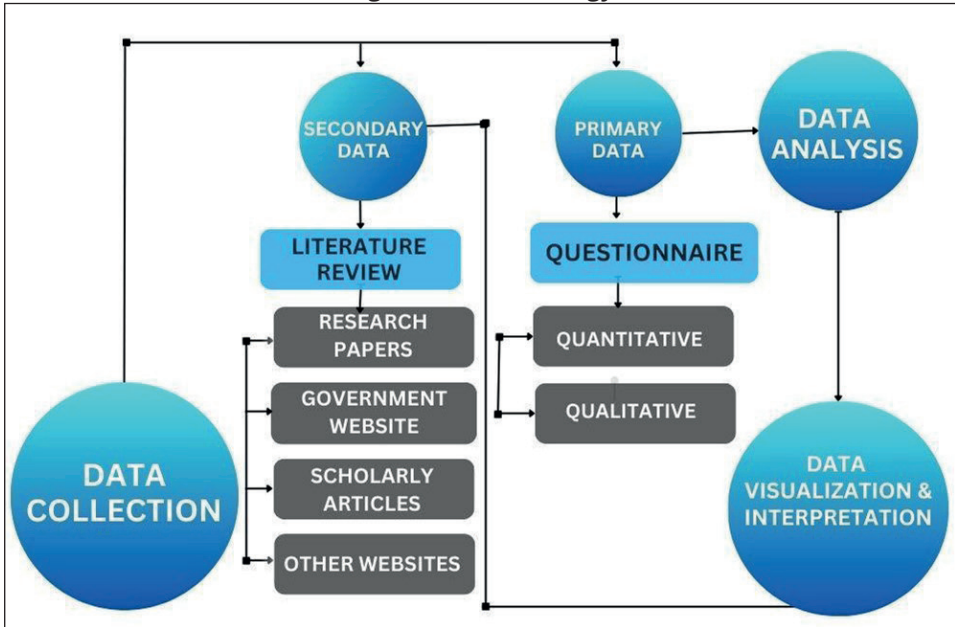 SECONDARY
DATA
PRIMARY
DATA
DATA
ANALYSIS
LITERATURE
REVIEW
QUESTIONNAIRE
RESEARCH
PAPERS
QUANTITATIVE
GOVERNMENT
WEBSITE
QUALITATIVE
DATA
COLLECTION
SCHOLARLY
ARTICLES
DATA
VISUALIZATION &
INTERPRETATION
OTHER WEBSITES